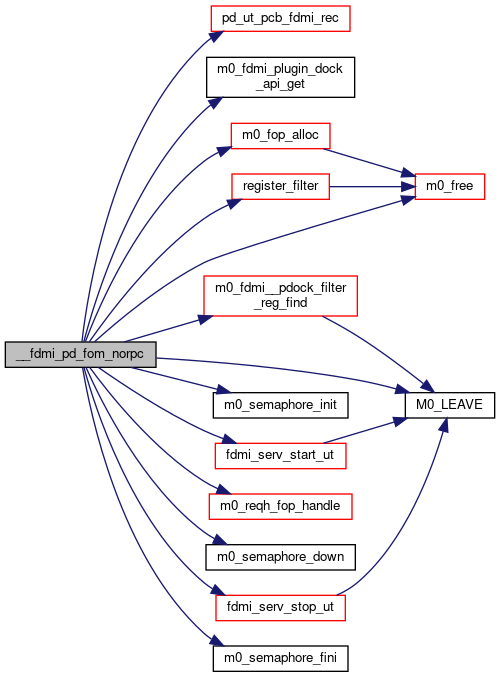 pd_ut_pcb_fdmi_rec
m0_fdmi_plugin_dock
_api_get
m0_fop_alloc
register_filter
m0_free
m0_fdmi__pdock_filter
_reg_find
__fdmi_pd_fom_norpc
m0_semaphore_init
M0_LEAVE
fdmi_serv_start_ut
m0_reqh_fop_handle
m0_semaphore_down
fdmi_serv_stop_ut
m0_semaphore_fini